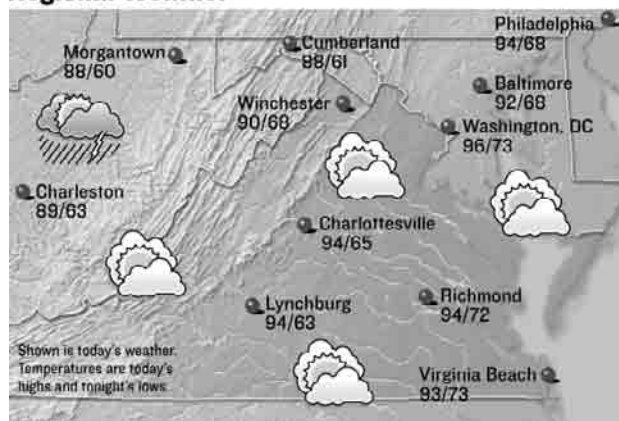 Philadelphia
94/68
Morgantown
88/60
Cumberland
88/61
Baltimore
92/68
Winchester
90/68
Washington, DC
96/73
Charleston
89/63
Charlottesville
94/65
Lynchburg
94/63
Richmond
94/72
Shown is today's weather.
Temperatures are today's
highs and tonight's lows.
Virginia Beach
93/73